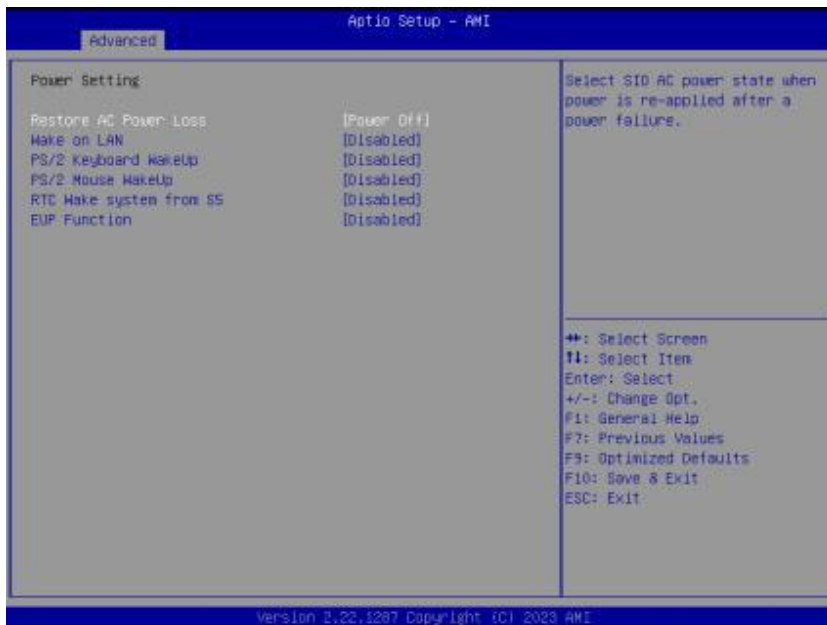 Aptio Setup - AMI
Advanced
Power Setting
Restore AC Power Loss [Power Off]
Wake on LAN [Disabled]
PS/2 Keyboard WakeUp [Disabled]
PS/2 Mouse WakeUp [Disabled]
RTC Wake system from S5 [Disabled]
EUP Function [Disabled]
Select SIO AC power state when
power is re-applied after a
power failure.
→←: Select Screen
↑↓: Select Item
Enter: Select
+/-: Change Opt.
F1: General Help
F7: Previous Values
F9: Optimized Defaults
F10: Save & Exit
ESC: Exit
Version 2.22.1287 Copyright (C) 2023 AMI